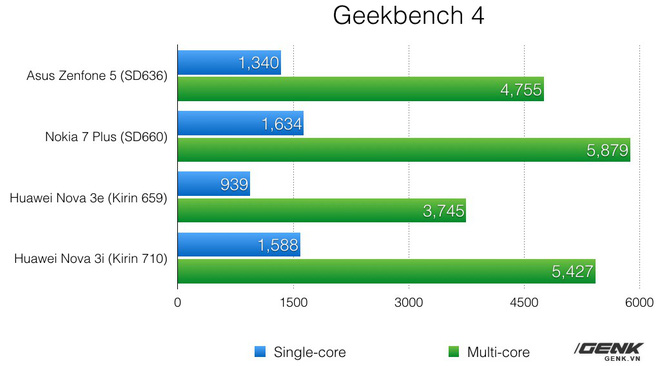 Geekbench 4
Asus Zenfone 5 (SD636)
1,340
4,755
Nokia 7 Plus (SD660)
1,634
5,879
Huawei Nova 3e (Kirin 659)
939
3,745
Huawei Nova 3i (Kirin 710)
1,588
5,427
0 1500 3000 4500 6000
Single-core Multi-core
GENK
GENK.VN